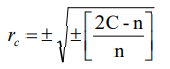 r_c = ± √(±[(2C - n) / n])